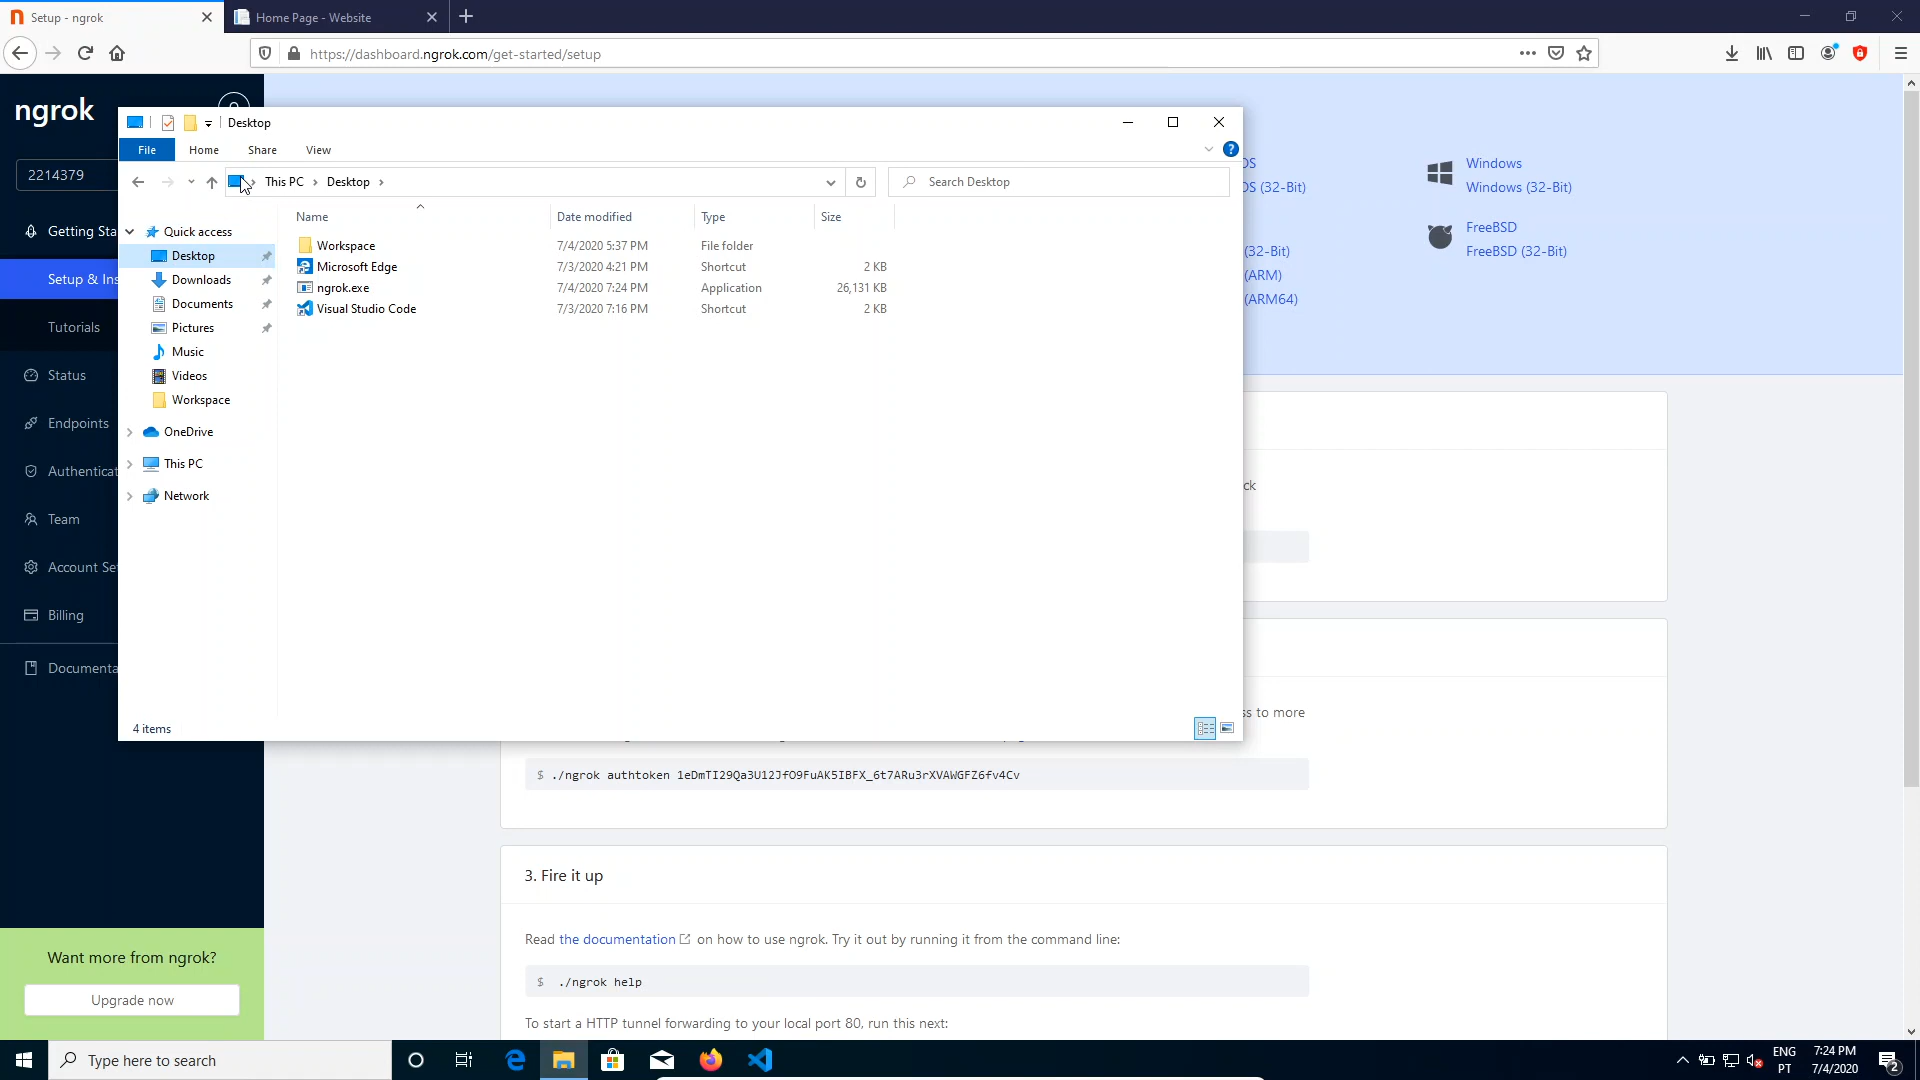 Setup - ngrok
Home Page - Website
https://dashboard.ngrok.com/get-started/setup
ngrok
2214379
Getting Sta
Setup & Ins
Tutorials
Status
Endpoints
Authenticat
Team
Account Set
Billing
Documenta
Want more from ngrok?
Upgrade now
Desktop
File
Home
Share
View
This PC
Desktop
Search Desktop
Quick access
Desktop
Downloads
Documents
Pictures
Music
Videos
Workspace
OneDrive
This PC
Network
Name Date modified Type Size
Workspace 7/4/2020 5:37 PM File folder
Microsoft Edge 7/3/2020 4:21 PM Shortcut 2 KB
ngrok.exe 7/4/2020 7:24 PM Application 26,131 KB
Visual Studio Code 7/3/2020 7:16 PM Shortcut 2 KB
4 items
OS
OS (32-Bit)
(32-Bit)
(ARM)
(ARM64)
Windows
Windows (32-Bit)
FreeBSD
FreeBSD (32-Bit)
ck
ss to more
$ ./ngrok authtoken 1eDmTI29Qa3U12JfO9FuAK5IBFX_6t7ARu3rXVAWGFZ6fv4Cv
3. Fire it up
Read the documentation on how to use ngrok. Try it out by running it from the command line:
$ ./ngrok help
To start a HTTP tunnel forwarding to your local port 80, run this next:
Type here to search
ENG
PT
7:24 PM
7/4/2020
2